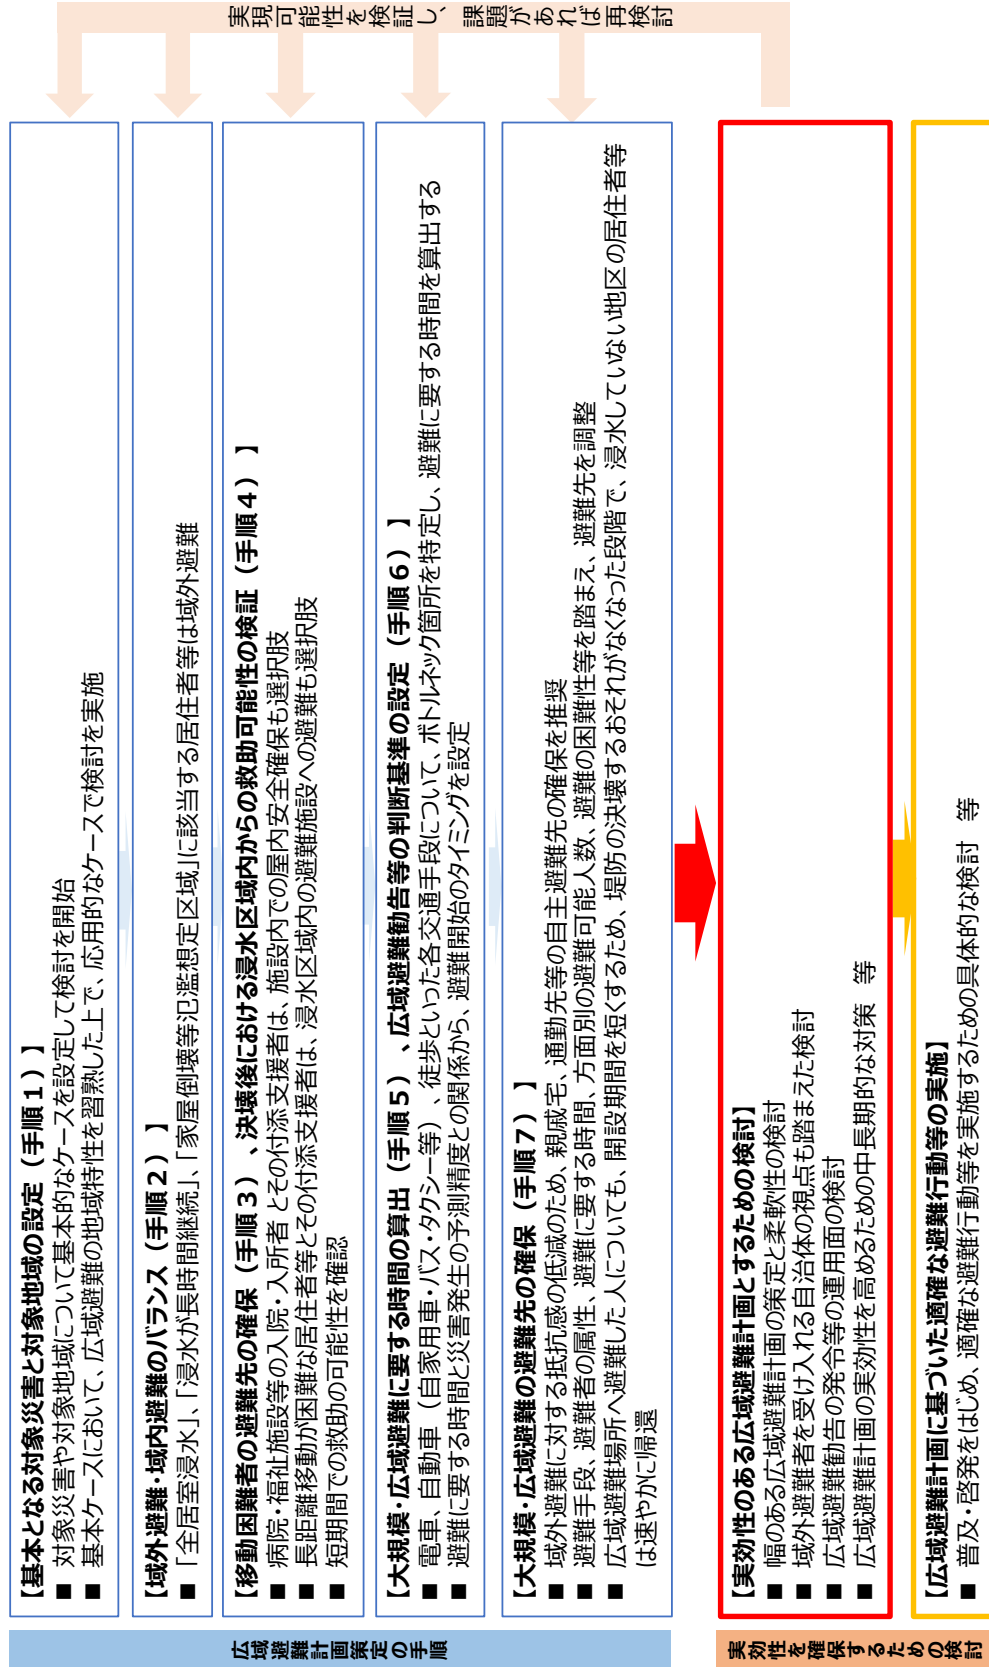 広域避難計画策定の手順
【基本となる対象災害と対象地域の設定（手順１）】
■ 対象災害や対象地域について基本的なケースを設定して検討を開始
■ 基本ケースにおいて、広域避難の地域特性を習熟した上で、応用的なケースで検討を実施
【域外避難・域内避難のバランス（手順２）】
■ 「全居室浸水」、「浸水が長時間継続」、「家屋倒壊等氾濫想定区域」に該当する居住者等は域外避難
【移動困難者の避難先の確保（手順３）、決壊後における浸水区域内からの救助可能性の検証（手順４）】
■ 病院・福祉施設等の入院・入所者とその付添支援者は、施設内での屋内安全確保も選択肢
■ 長距離移動が困難な居住者等とその付添支援者は、浸水区域内の避難施設への避難も選択肢
■ 短期間での救助の可能性を確認
【大規模・広域避難に要する時間の算出（手順５）、広域避難勧告等の判断基準の設定（手順６）】
■ 電車、自動車（自家用車・バス・タクシー等）、徒歩といった各交通手段について、ボトルネック箇所を特定し、避難に要する時間を算出する
■ 避難に要する時間と災害発生の予測精度との関係から、避難開始のタイミングを設定
【大規模・広域避難の避難先の確保（手順７）】
■ 域外避難に対する抵抗感の低減のため、親戚宅、通勤先等の自主避難先の確保を推奨
■ 避難手段、避難者の属性、避難に要する時間、方面別の避難可能人数、避難の困難性等を踏まえ、避難先を調整
■ 広域避難場所へ避難した人についても、開設期間を短くするため、堤防の決壊するおそれがなくなった段階で、浸水していない地区の居住者等
は速やかに帰還
実現可能性を検証し、課題があれば再検討
実効性を確保するための検討
【実効性のある広域避難計画とするための検討】
■ 幅のある広域避難計画の策定と柔軟性の検討
■ 域外避難者を受け入れる自治体の視点も踏まえた検討
■ 広域避難勧告の発令等の運用面の検討
■ 広域避難計画の実効性を高めるための中長期的な対策 等
【広域避難計画に基づいた適確な避難行動等の実施】
■ 普及・啓発をはじめ、適確な避難行動等を実施するための具体的な検討 等